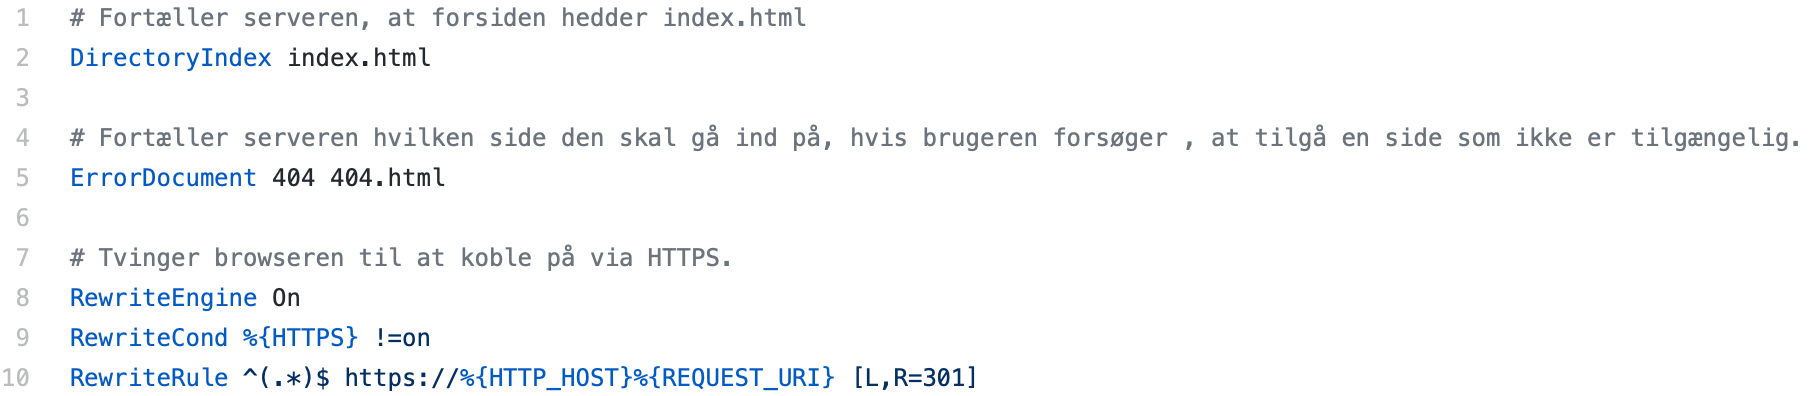 1 # Fortæller serveren, at forsiden hedder index.html
2 DirectoryIndex index.html
3
4 # Fortæller serveren hvilken side den skal gå ind på, hvis brugeren forsøger , at tilgå en side som ikke er tilgængelig.
5 ErrorDocument 404 404.html
6
7 # Tvinger browseren til at koble på via HTTPS.
8 RewriteEngine On
9 RewriteCond %{HTTPS} !=on
10 RewriteRule ^(.*)$ https://%{HTTP_HOST}%{REQUEST_URI} [L,R=301]